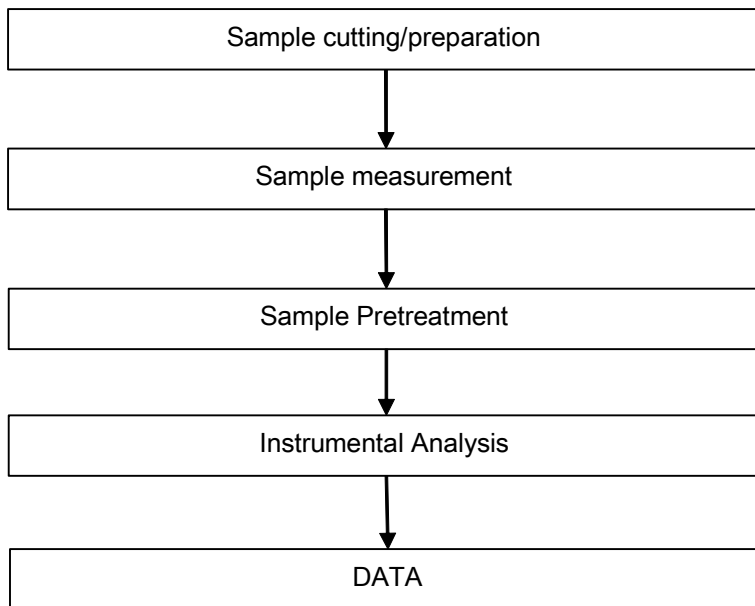 Sample cutting/preparation
Sample measurement
Sample Pretreatment
Instrumental Analysis
DATA